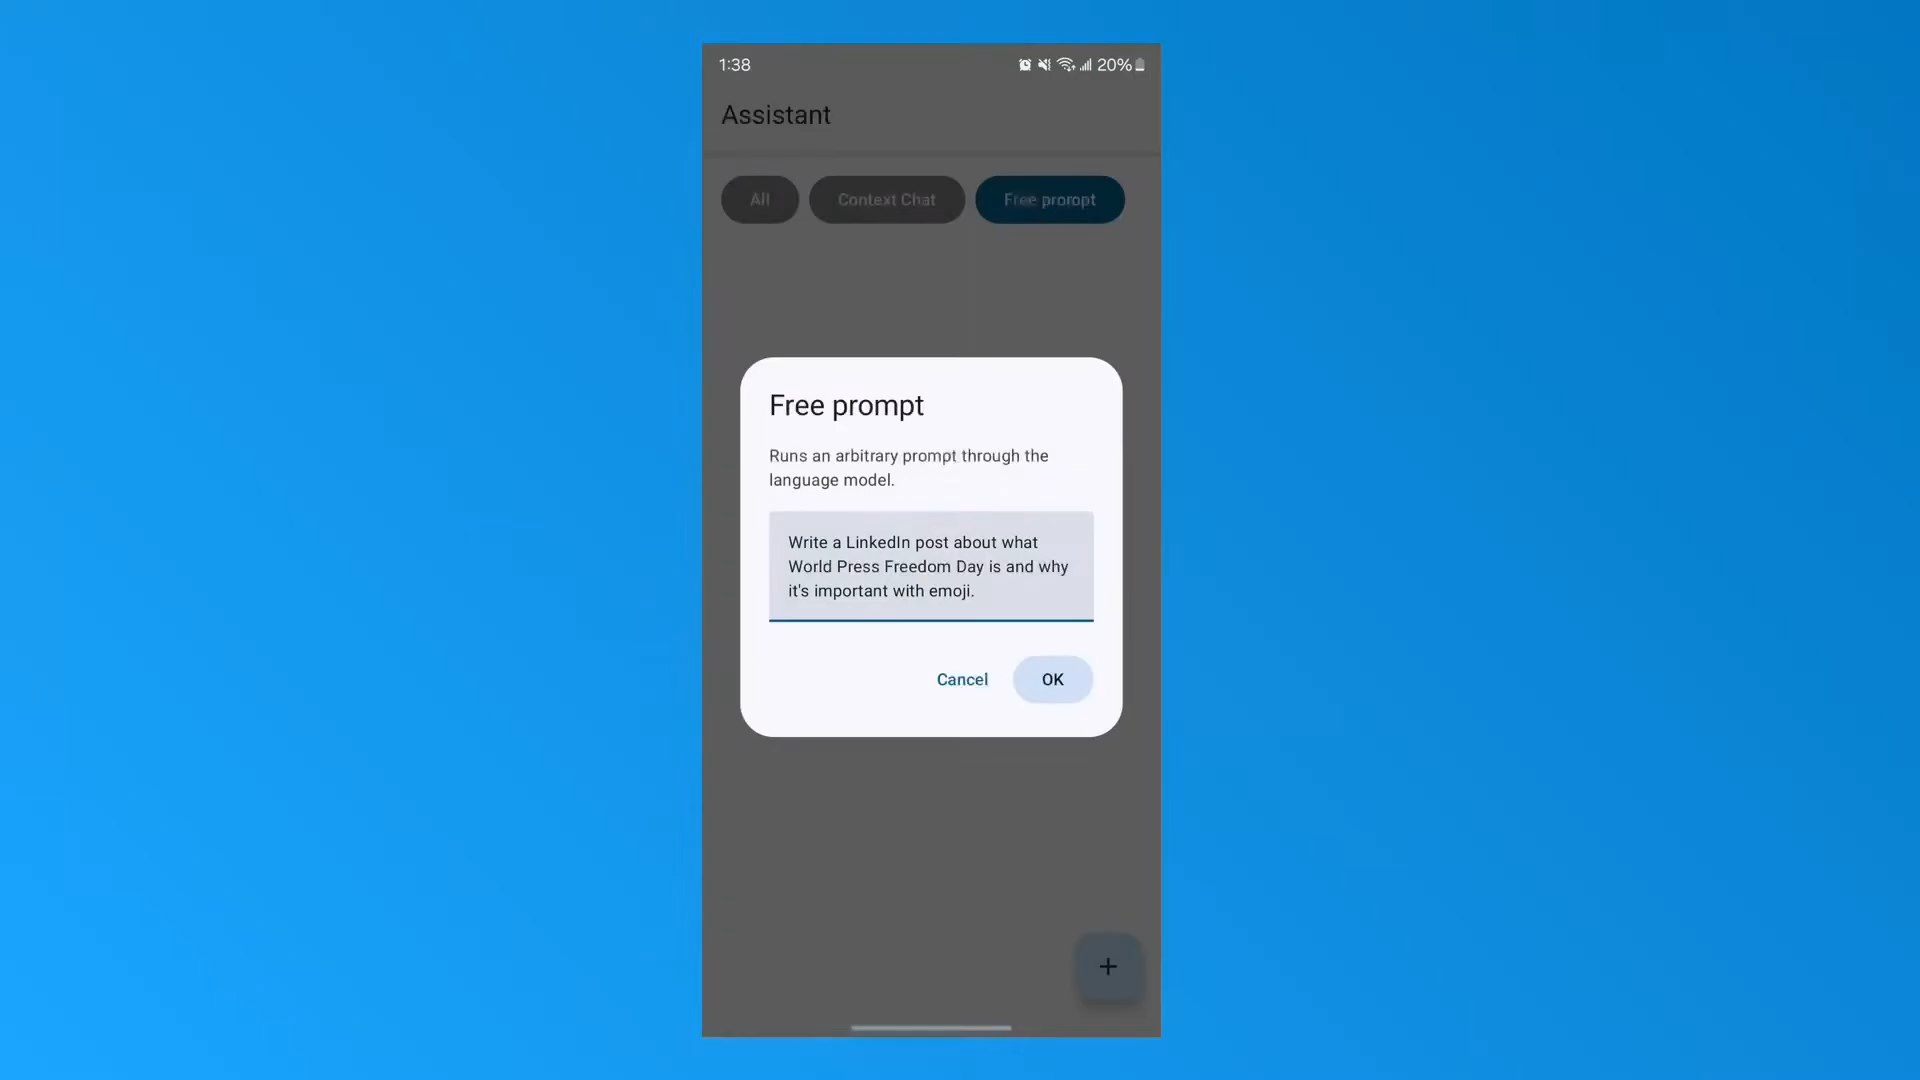 1:38
20%
Assistant
All
Context Chat
Free prompt
Free prompt
Runs an arbitrary prompt through the
language model.
Write a LinkedIn post about what
World Press Freedom Day is and why
it's important with emoji.
Cancel
OK
+